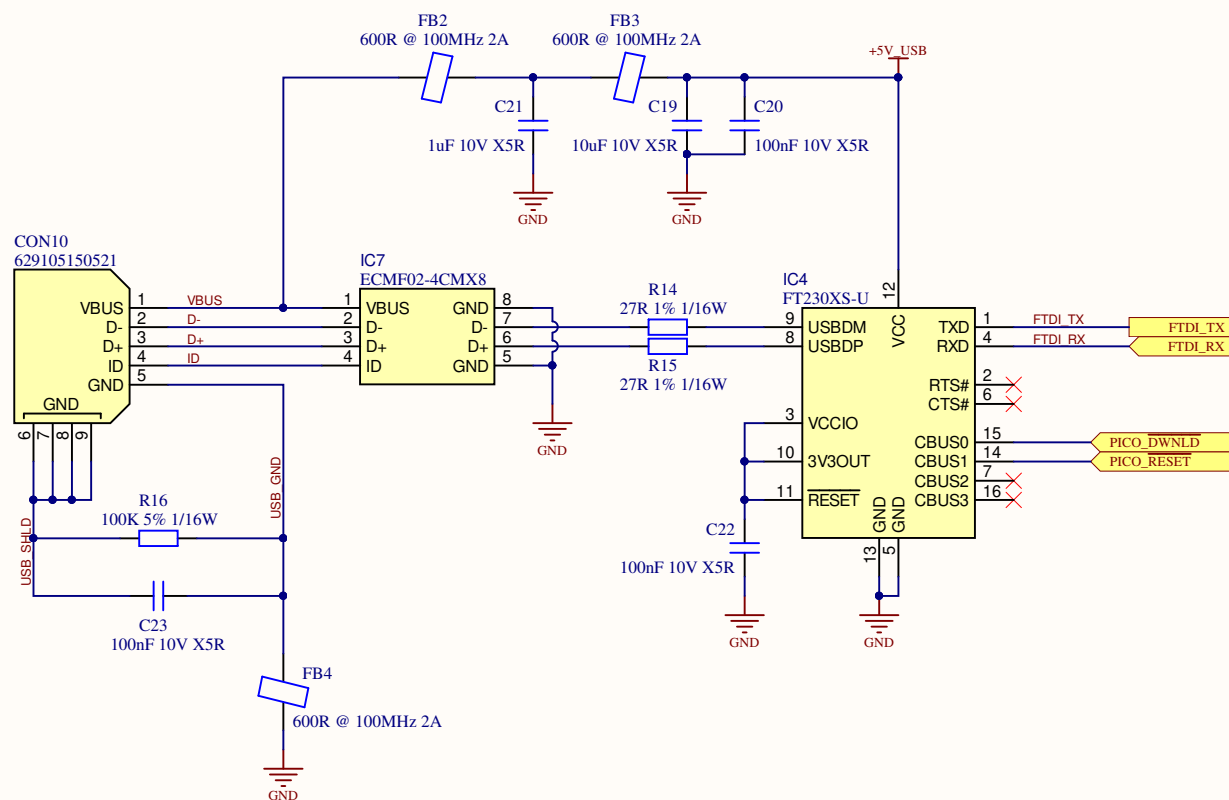 FB2
600R @ 100MHz 2A
FB3
600R @ 100MHz 2A
+5V_USB
C21
1uF 10V X5R
C19
10uF 10V X5R
C20
100nF 10V X5R
GND
GND
CON10
629105150521
VBUS 1 VBUS
D- 2 D-
D+ 3 D+
ID 4 ID
GND 5
GND
6 7 8 9
IC7
ECMF02-4CMX8
1 VBUS GND 8
2 D- D- 7
3 D+ D+ 6
4 ID GND 5
GND
R14
27R 1% 1/16W
R15
27R 1% 1/16W
IC4
FT230XS-U
12
VCC
9 USBDM TXD 1 FTDI_TX FTDI_TX
8 USBDP RXD 4 FTDI_RX FTDI_RX
RTS# 2
CTS# 6
3 VCCIO
CBUS0 15 PICO_DWNLD
10 3V3OUT CBUS1 14 PICO_RESET
CBUS2 7
11 RESET CBUS3 16
GND GND
13 5
GND
C22
100nF 10V X5R
GND
USB_SHLD
USB_GND
R16
100K 5% 1/16W
C23
100nF 10V X5R
FB4
600R @ 100MHz 2A
GND